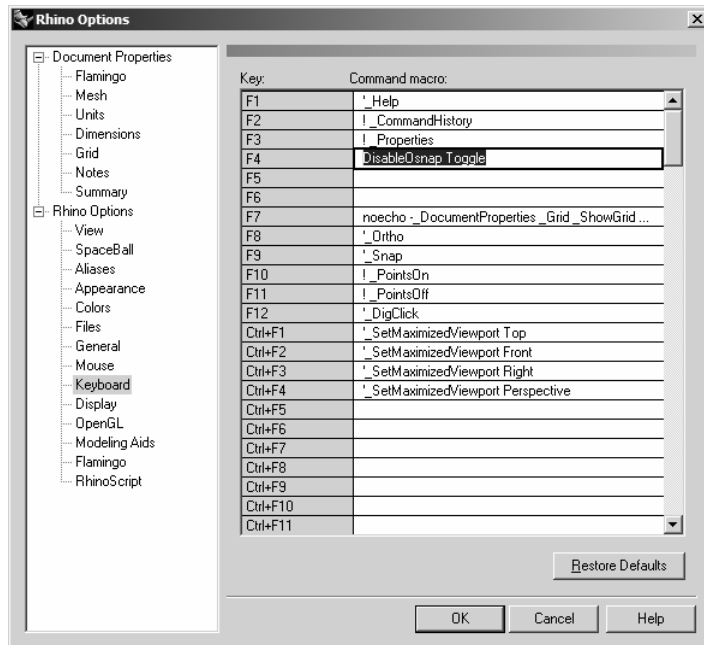 Rhino Options
Document Properties
Flamingo
Mesh
Units
Dimensions
Grid
Notes
Summary
Rhino Options
View
SpaceBall
Aliases
Appearance
Colors
Files
General
Mouse
Keyboard
Display
OpenGL
Modeling Aids
Flamingo
RhinoScript
Key: Command macro:
F1 '_Help
F2 ! _CommandHistory
F3 ! _Properties
F4 DisableOsnap Toggle
F5
F6
F7 noecho -_DocumentProperties _Grid _ShowGrid ...
F8 '_Ortho
F9 '_Snap
F10 ! _PointsOn
F11 ! _PointsOff
F12 '_DigClick
Ctrl+F1 '_SetMaximizedViewport Top
Ctrl+F2 '_SetMaximizedViewport Front
Ctrl+F3 '_SetMaximizedViewport Right
Ctrl+F4 '_SetMaximizedViewport Perspective
Ctrl+F5
Ctrl+F6
Ctrl+F7
Ctrl+F8
Ctrl+F9
Ctrl+F10
Ctrl+F11
Restore Defaults
OK Cancel Help